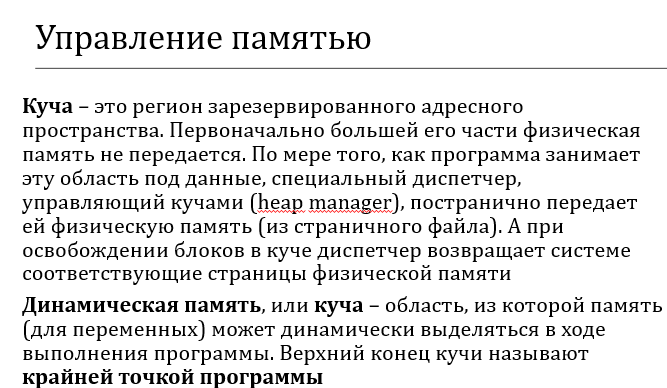 Управление памятью
Куча – это регион зарезервированного адресного
пространства. Первоначально большей его части физическая
память не передается. По мере того, как программа занимает
эту область под данные, специальный диспетчер,
управляющий кучами (heap manager), постранично передает
ей физическую память (из страничного файла). А при
освобождении блоков в куче диспетчер возвращает системе
соответствующие страницы физической памяти
Динамическая память, или куча – область, из которой память
(для переменных) может динамически выделяться в ходе
выполнения программы. Верхний конец кучи называют
крайней точкой программы